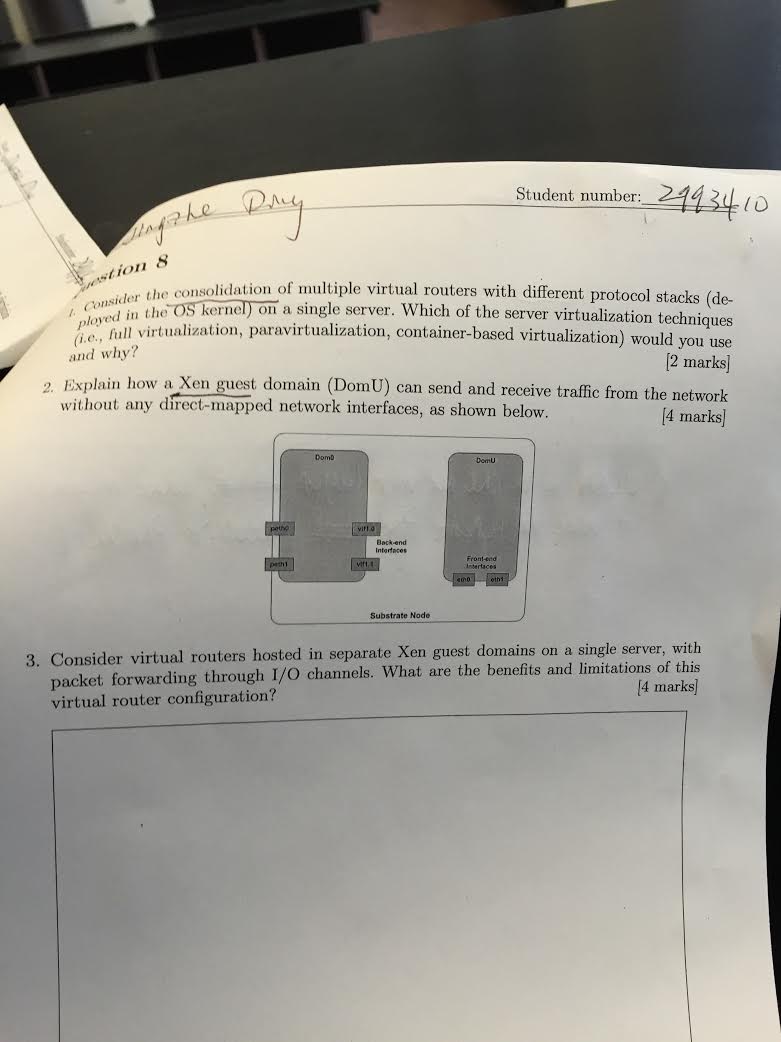 Student number: 2993410
Question 8
1. Consider the consolidation of multiple virtual routers with different protocol stacks (de-
ployed in the OS kernel) on a single server. Which of the server virtualization techniques
(i.e., full virtualization, paravirtualization, container-based virtualization) would you use
and why? [2 marks]
2. Explain how a Xen guest domain (DomU) can send and receive traffic from the network
without any direct-mapped network interfaces, as shown below. [4 marks]
Dom0
DomU
peth0
vif1.0
Back-end
Interfaces
peth1
vif1.1
Front-end
Interfaces
eth0
eth1
Substrate Node
3. Consider virtual routers hosted in separate Xen guest domains on a single server, with
packet forwarding through I/O channels. What are the benefits and limitations of this
virtual router configuration? [4 marks]